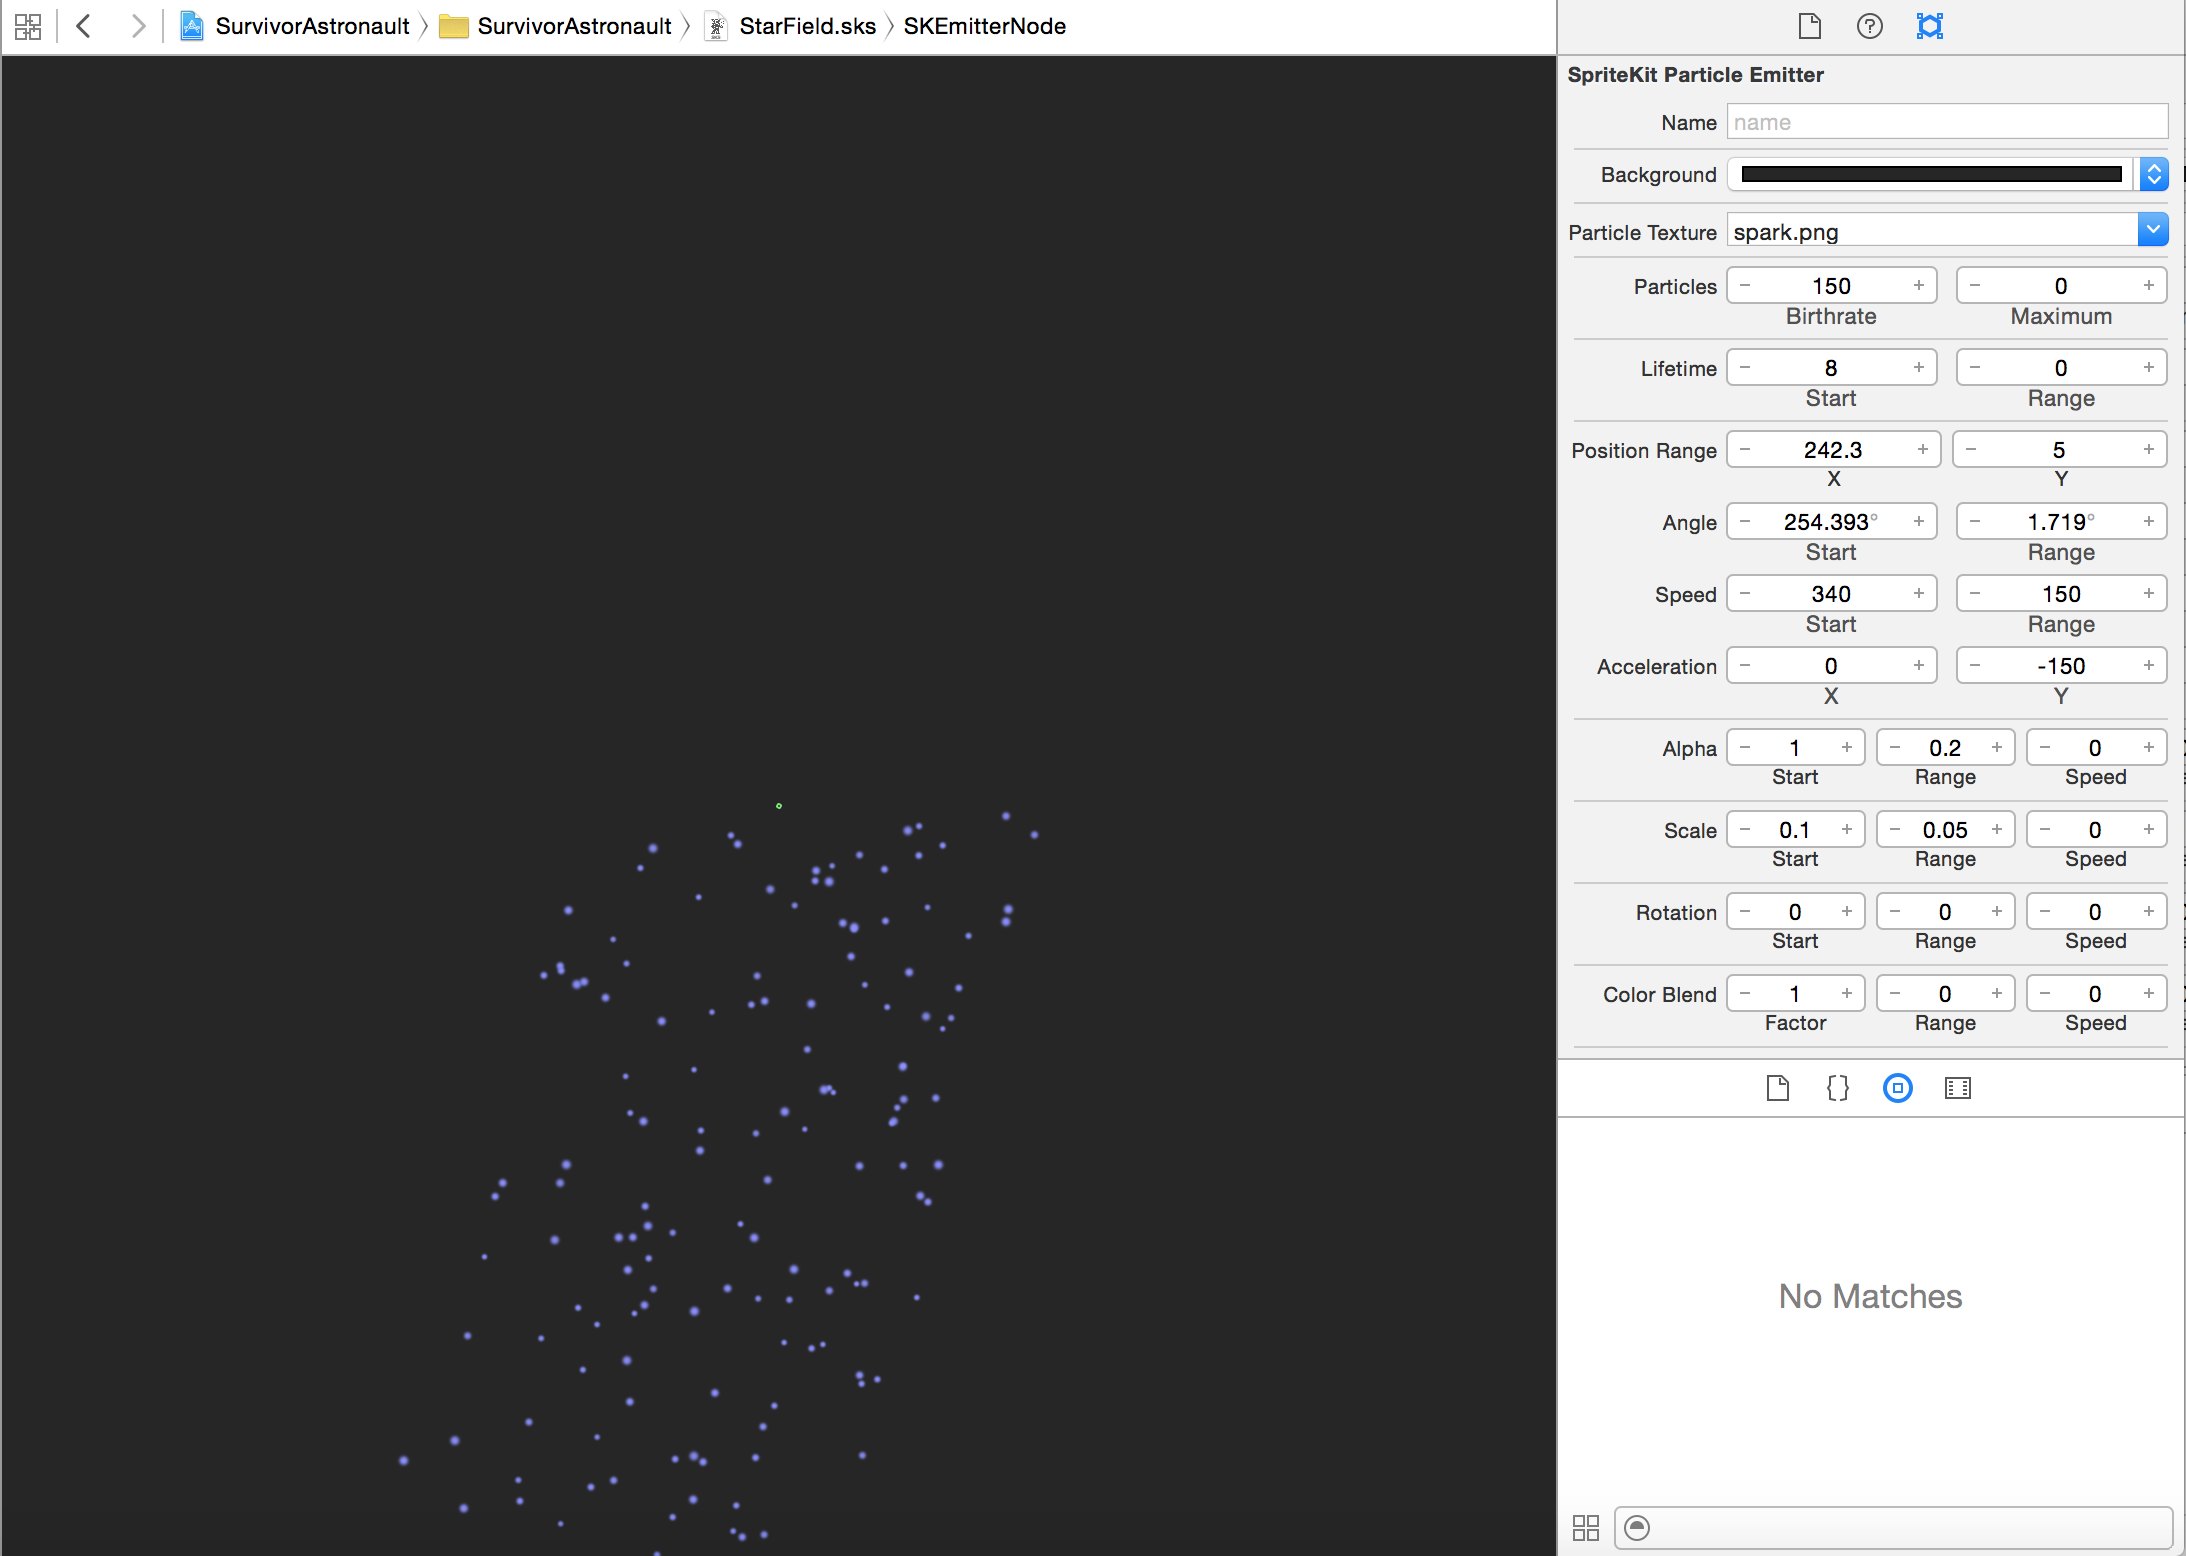 SurvivorAstronaut SurvivorAstronaut StarField.sks SKEmitterNode
SpriteKit Particle Emitter
Name name
Background
Particle Texture spark.png
Particles − 150 + − 0 +
Birthrate Maximum
Lifetime − 8 + − 0 +
Start Range
Position Range − 242.3 + − 5 +
X Y
Angle − 254.393° + − 1.719° +
Start Range
Speed − 340 + − 150 +
Start Range
Acceleration − 0 + − -150 +
X Y
Alpha − 1 + − 0.2 + − 0 +
Start Range Speed
Scale − 0.1 + − 0.05 + − 0 +
Start Range Speed
Rotation − 0 + − 0 + − 0 +
Start Range Speed
Color Blend − 1 + − 0 + − 0 +
Factor Range Speed
{ }
No Matches